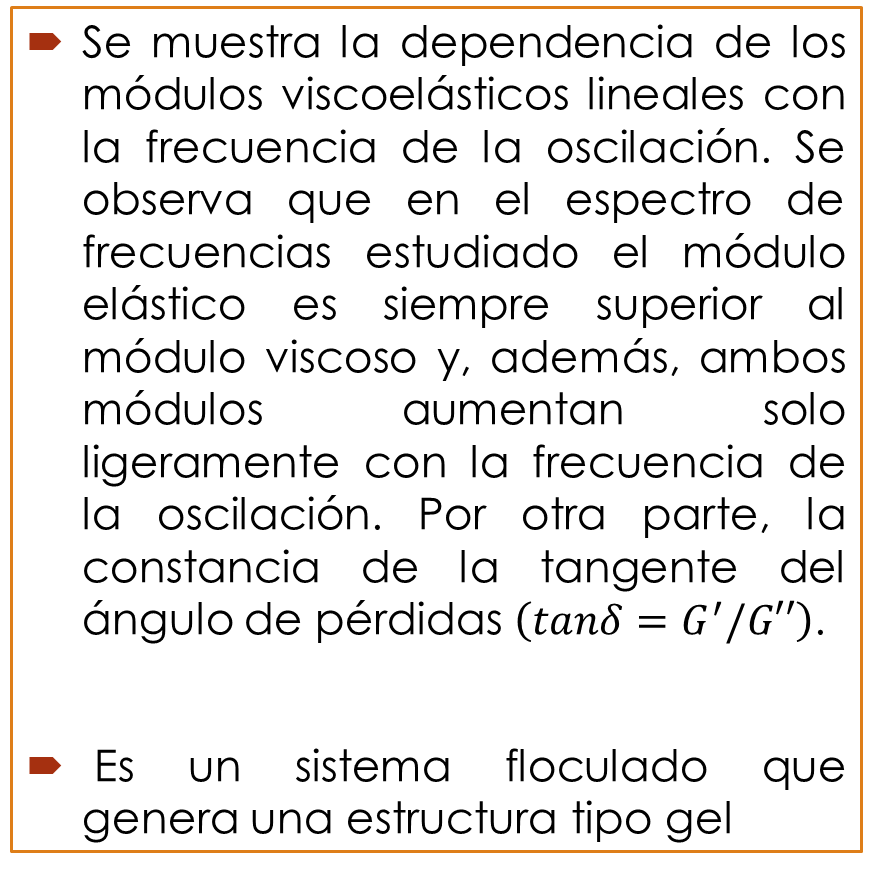 Se muestra la dependencia de los
módulos viscoelásticos lineales con
la frecuencia de la oscilación. Se
observa que en el espectro de
frecuencias estudiado el módulo
elástico es siempre superior al
módulo viscoso y, además, ambos
módulos aumentan solo
ligeramente con la frecuencia de
la oscilación. Por otra parte, la
constancia de la tangente del
ángulo de pérdidas (tanδ = G′/G′′).
Es un sistema floculado que
genera una estructura tipo gel